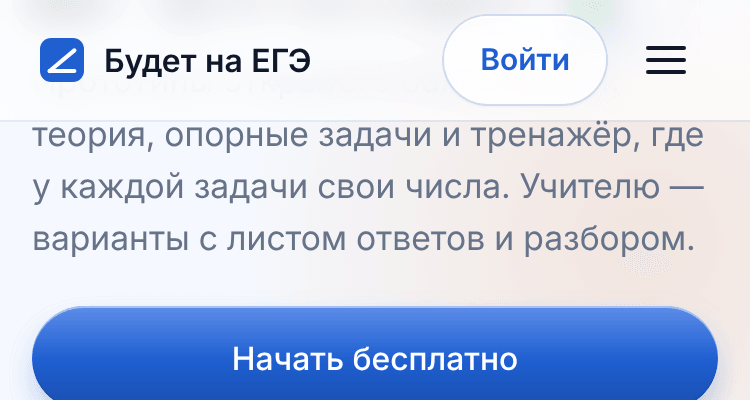 Будет на ЕГЭ
Войти
теория, опорные задачи и тренажёр, где
у каждой задачи свои числа. Учителю —
варианты с листом ответов и разбором.
Начать бесплатно